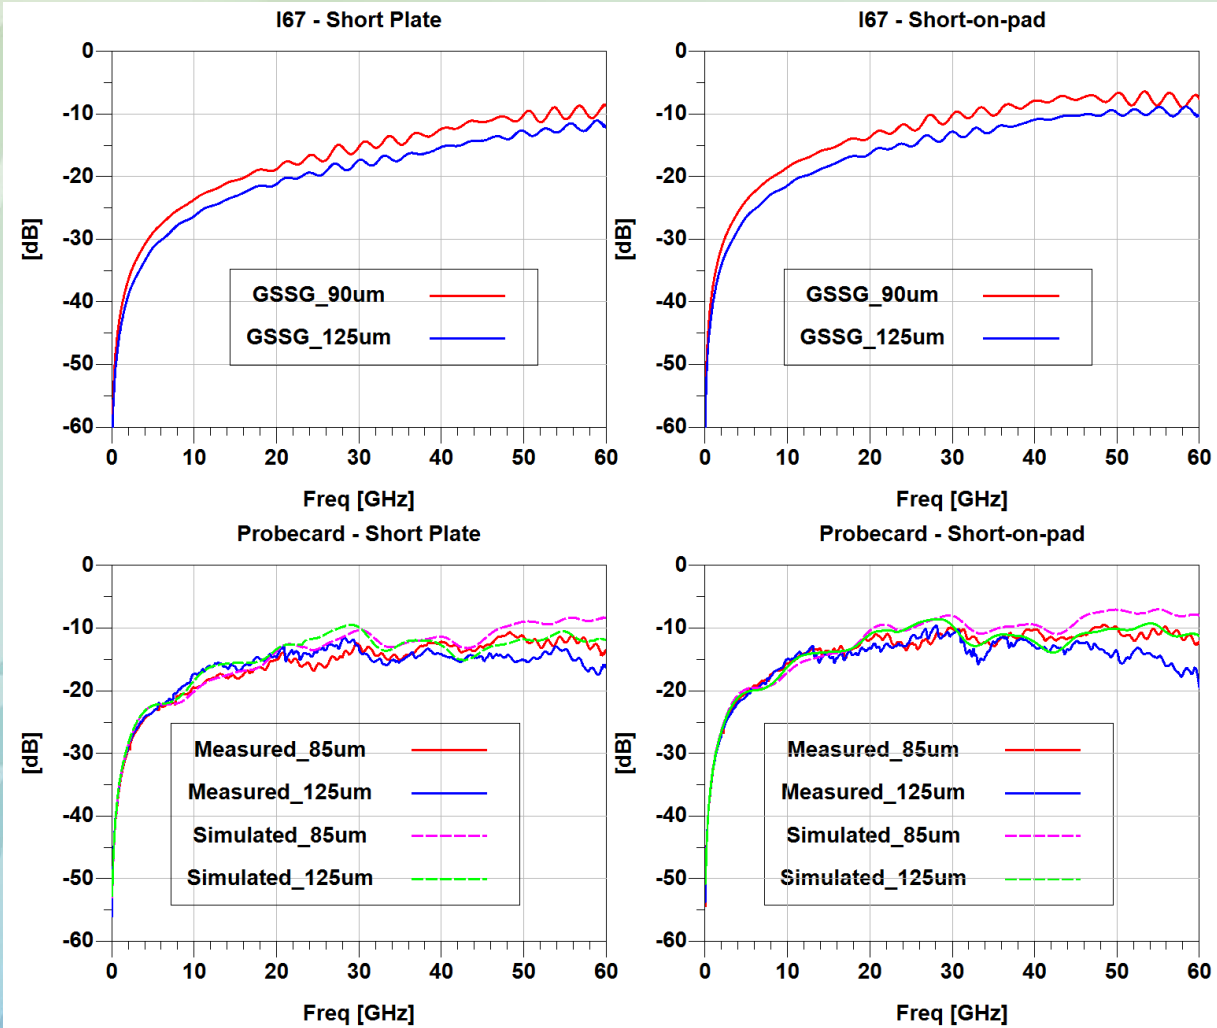 I67 - Short Plate
0
-10
-20
-30
-40
-50
-60
[dB]
GSSG_90um
GSSG_125um
0 10 20 30 40 50 60
Freq [GHz]
I67 - Short-on-pad
0
-10
-20
-30
-40
-50
-60
[dB]
GSSG_90um
GSSG_125um
0 10 20 30 40 50 60
Freq [GHz]
Probecard - Short Plate
0
-10
-20
-30
-40
-50
-60
[dB]
Measured_85um
Measured_125um
Simulated_85um
Simulated_125um
0 10 20 30 40 50 60
Freq [GHz]
Probecard - Short-on-pad
0
-10
-20
-30
-40
-50
-60
[dB]
Measured_85um
Measured_125um
Simulated_85um
Simulated_125um
0 10 20 30 40 50 60
Freq [GHz]